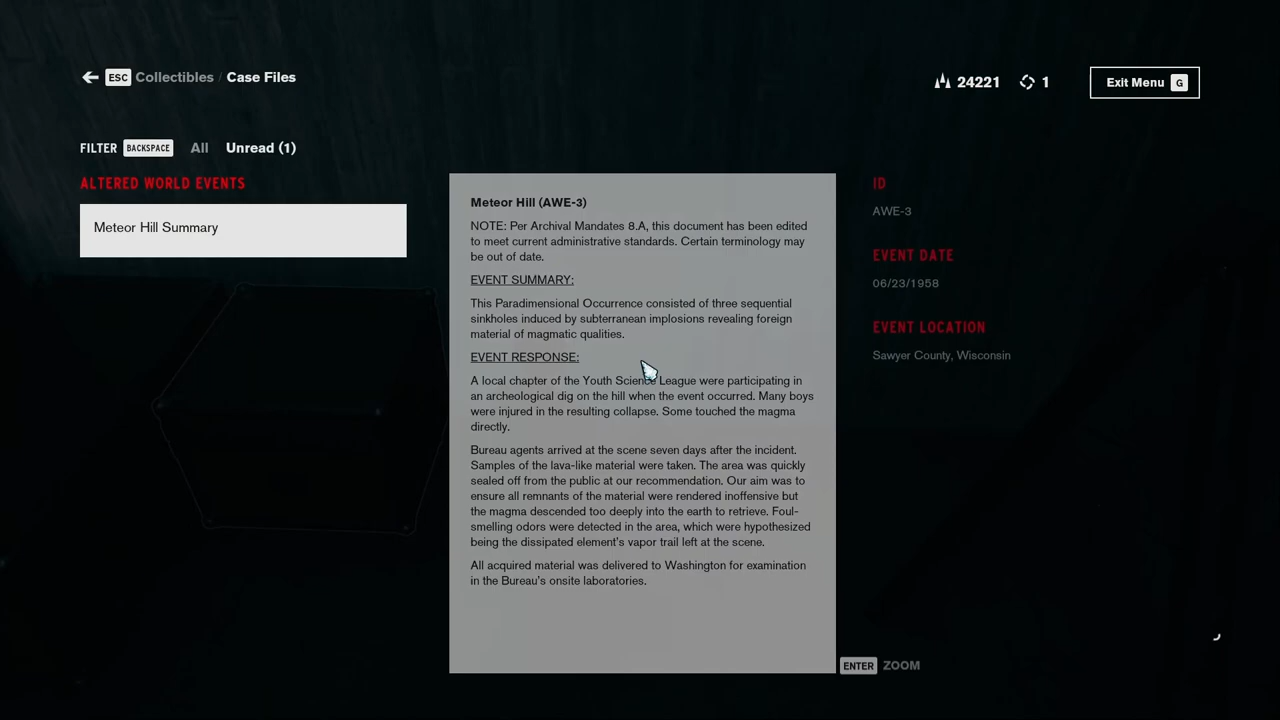 ESC Collectibles / Case Files
24221 1 Exit Menu G
FILTER BACKSPACE All Unread (1)
ALTERED WORLD EVENTS
Meteor Hill Summary
Meteor Hill (AWE-3)
NOTE: Per Archival Mandates 8.A, this document has been edited
to meet current administrative standards. Certain terminology may
be out of date.
EVENT SUMMARY:
This Paradimensional Occurrence consisted of three sequential
sinkholes induced by subterranean implosions revealing foreign
material of magmatic qualities.
EVENT RESPONSE:
A local chapter of the Youth Science League were participating in
an archeological dig on the hill when the event occurred. Many boys
were injured in the resulting collapse. Some touched the magma
directly.
Bureau agents arrived at the scene seven days after the incident.
Samples of the lava-like material were taken. The area was quickly
sealed off from the public at our recommendation. Our aim was to
ensure all remnants of the material were rendered inoffensive but
the magma descended too deeply into the earth to retrieve. Foul-
smelling odors were detected in the area, which were hypothesized
being the dissipated element's vapor trail left at the scene.
All acquired material was delivered to Washington for examination
in the Bureau's onsite laboratories.
ID
AWE-3
EVENT DATE
06/23/1958
EVENT LOCATION
Sawyer County, Wisconsin
ENTER ZOOM